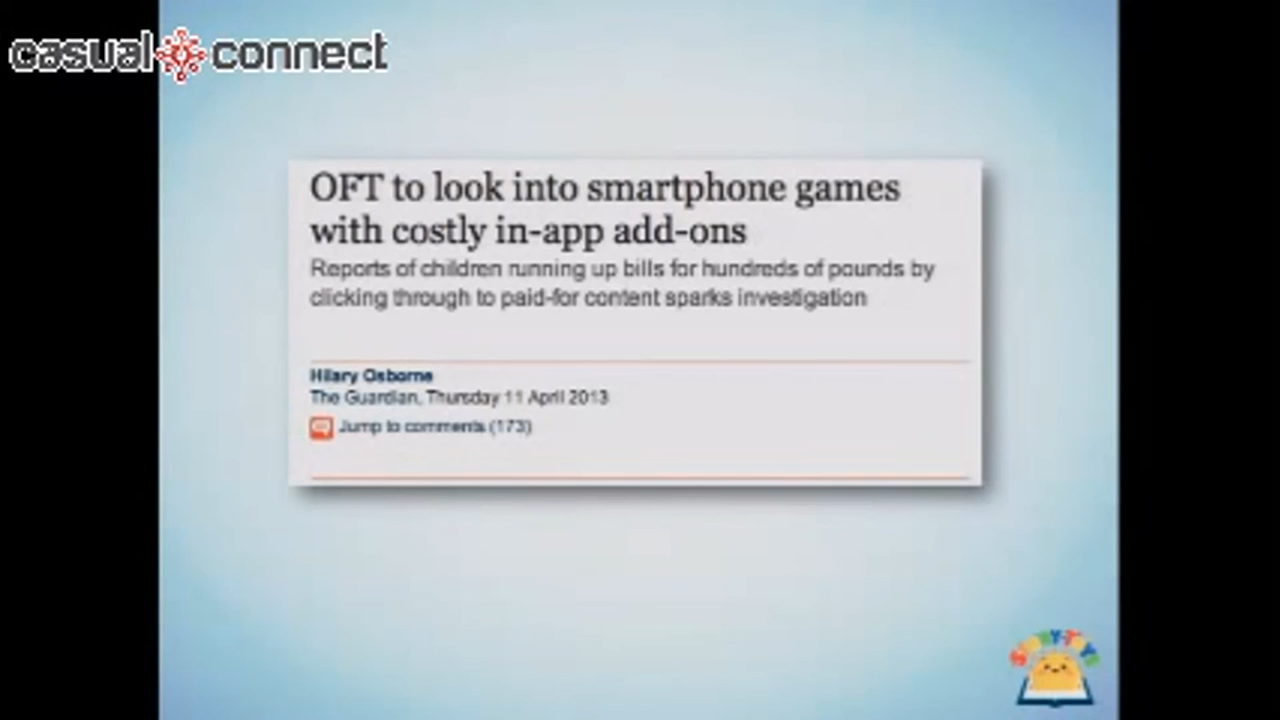 casual connect
OFT to look into smartphone games
with costly in-app add-ons
Reports of children running up bills for hundreds of pounds by
clicking through to paid-for content sparks investigation
Hilary Osborne
The Guardian, Thursday 11 April 2013
Jump to comments (173)